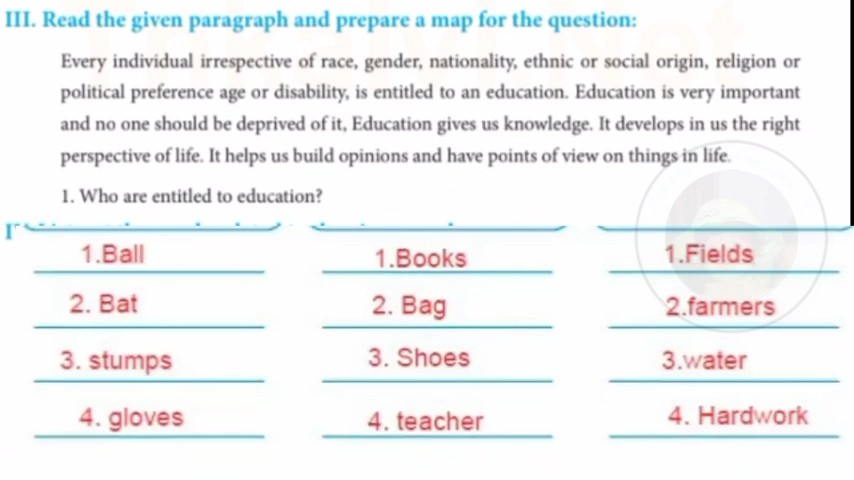 III. Read the given paragraph and prepare a map for the question:
Every individual irrespective of race, gender, nationality, ethnic or social origin, religion or
political preference age or disability, is entitled to an education. Education is very important
and no one should be deprived of it, Education gives us knowledge. It develops in us the right
perspective of life. It helps us build opinions and have points of view on things in life.
1. Who are entitled to education?
1.Ball 1.Books 1.Fields
2. Bat 2. Bag 2.farmers
3. stumps 3. Shoes 3.water
4. gloves 4. teacher 4. Hardwork